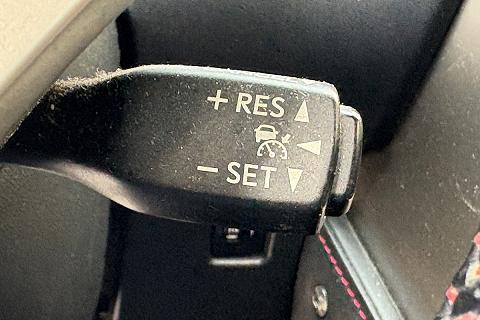 + RES
− SET